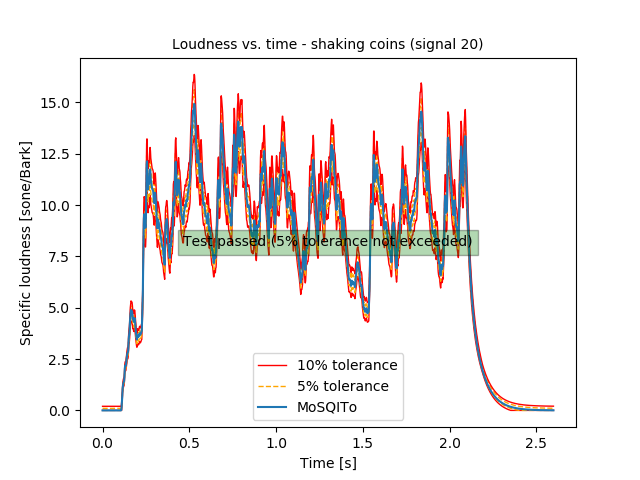 Loudness vs. time - shaking coins (signal 20)
Specific loudness [sone/Bark]
15.0
12.5
10.0
7.5
5.0
2.5
0.0
Test passed (5% tolerance not exceeded)
10% tolerance
5% tolerance
MoSQITo
0.0 0.5 1.0 1.5 2.0 2.5
Time [s]